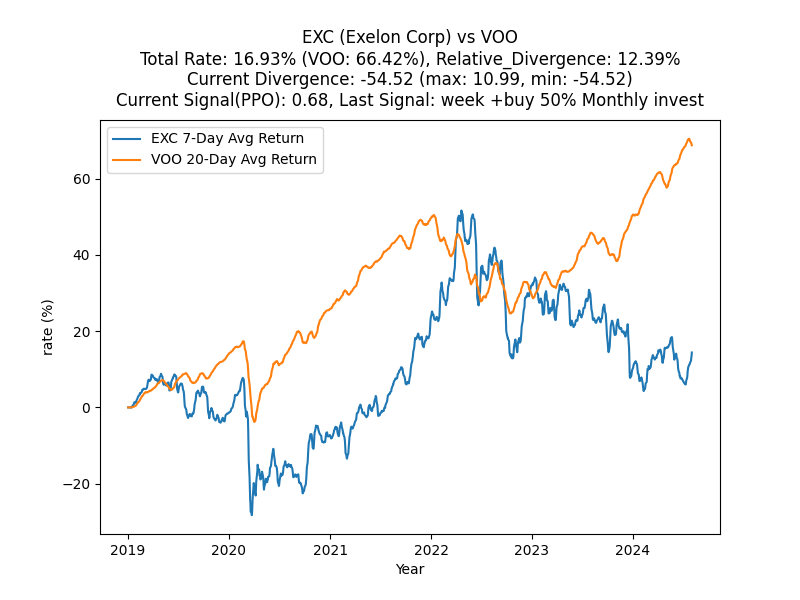 EXC (Exelon Corp) vs VOO
Total Rate: 16.93% (VOO: 66.42%), Relative_Divergence: 12.39%
Current Divergence: -54.52 (max: 10.99, min: -54.52)
Current Signal(PPO): 0.68, Last Signal: week +buy 50% Monthly invest
EXC 7-Day Avg Return
VOO 20-Day Avg Return
60
40
20
0
−20
rate (%)
2019 2020 2021 2022 2023 2024
Year